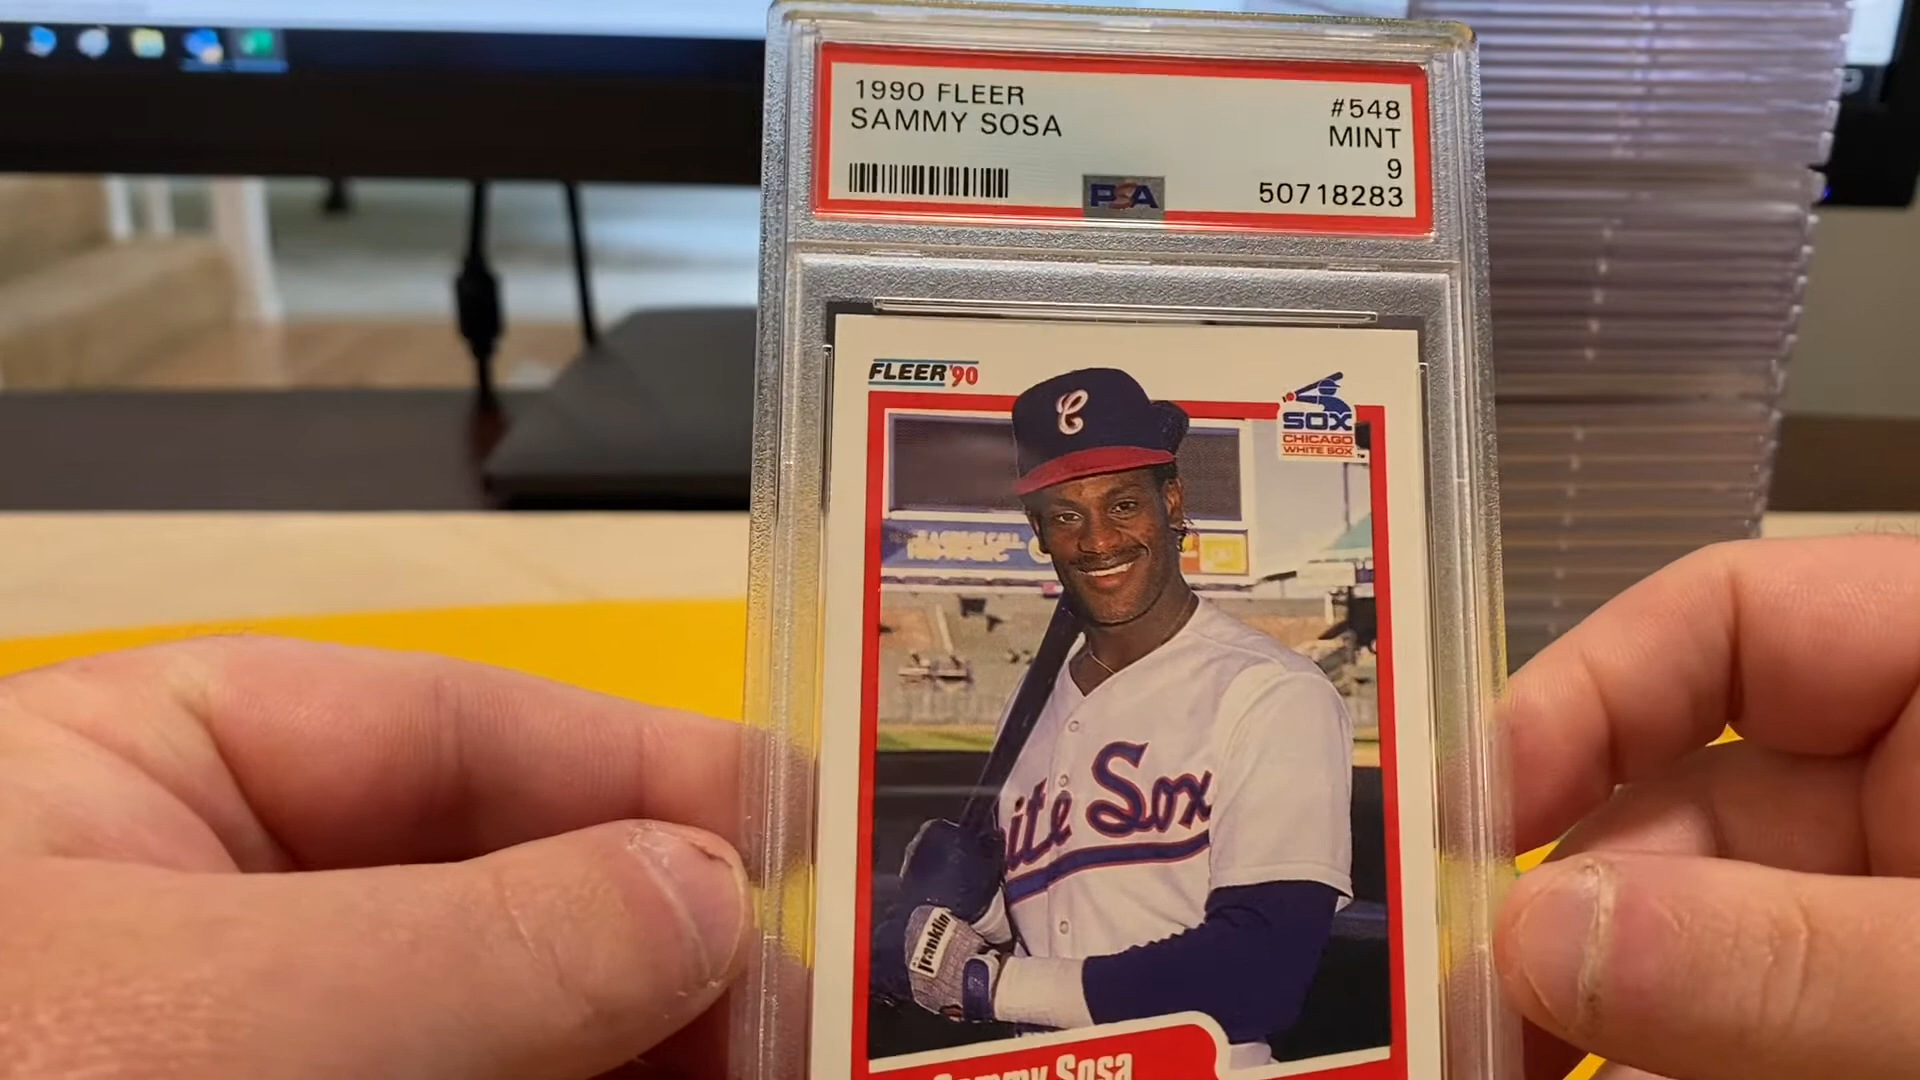 1990 FLEER
SAMMY SOSA
#548
MINT
9
50718283
PSA
FLEER '90
SOX
CHICAGO
WHITE SOX
C
ite Sox
Franklin
Sammy Sosa